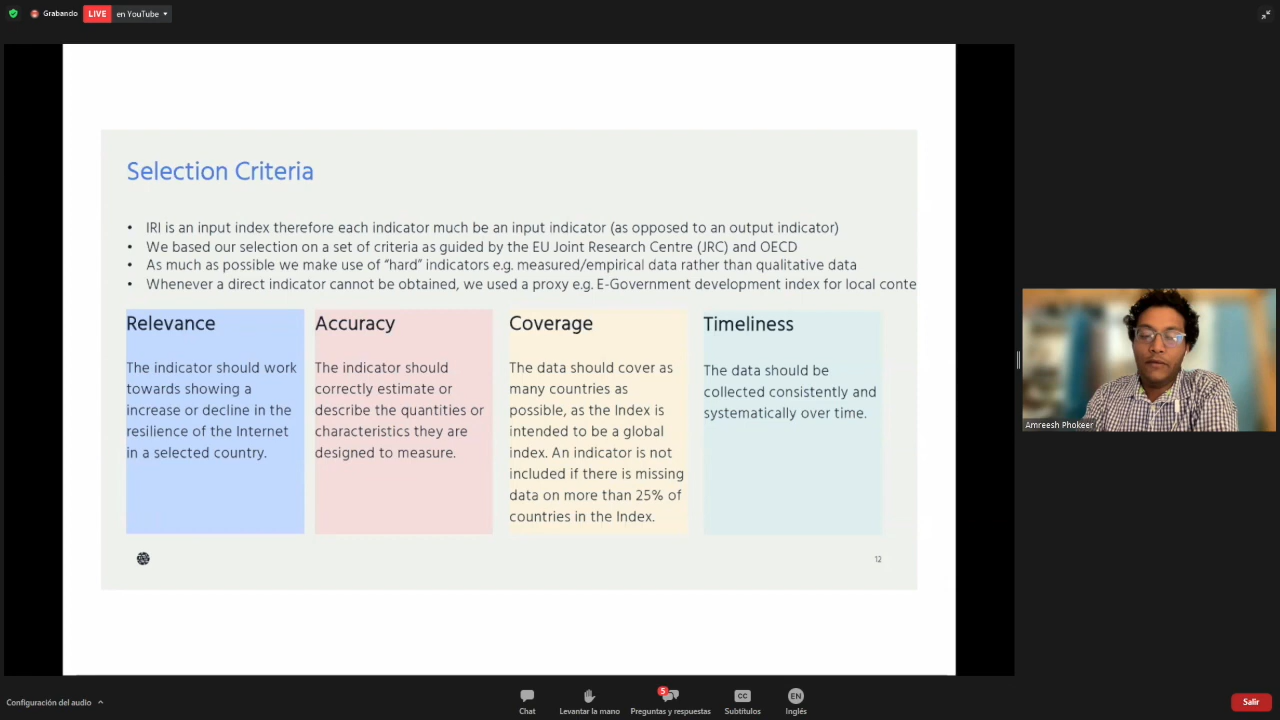 Grabando
LIVE
en YouTube
Selection Criteria
• IRI is an input index therefore each indicator much be an input indicator (as opposed to an output indicator)
• We based our selection on a set of criteria as guided by the EU Joint Research Centre (JRC) and OECD
• As much as possible we make use of “hard” indicators e.g. measured/empirical data rather than qualitative data
• Whenever a direct indicator cannot be obtained, we used a proxy e.g. E-Government development index for local conte
Relevance
The indicator should work
towards showing a
increase or decline in the
resilience of the Internet
in a selected country.
Accuracy
The indicator should
correctly estimate or
describe the quantities or
characteristics they are
designed to measure.
Coverage
The data should cover as
many countries as
possible, as the Index is
intended to be a global
index. An indicator is not
included if there is missing
data on more than 25% of
countries in the Index.
Timeliness
The data should be
collected consistently and
systematically over time.
12
Amreesh Phokeer
Configuración del audio
Chat
Levantar la mano
5
Preguntas y respuestas
CC
Subtítulos
EN
Inglés
Salir